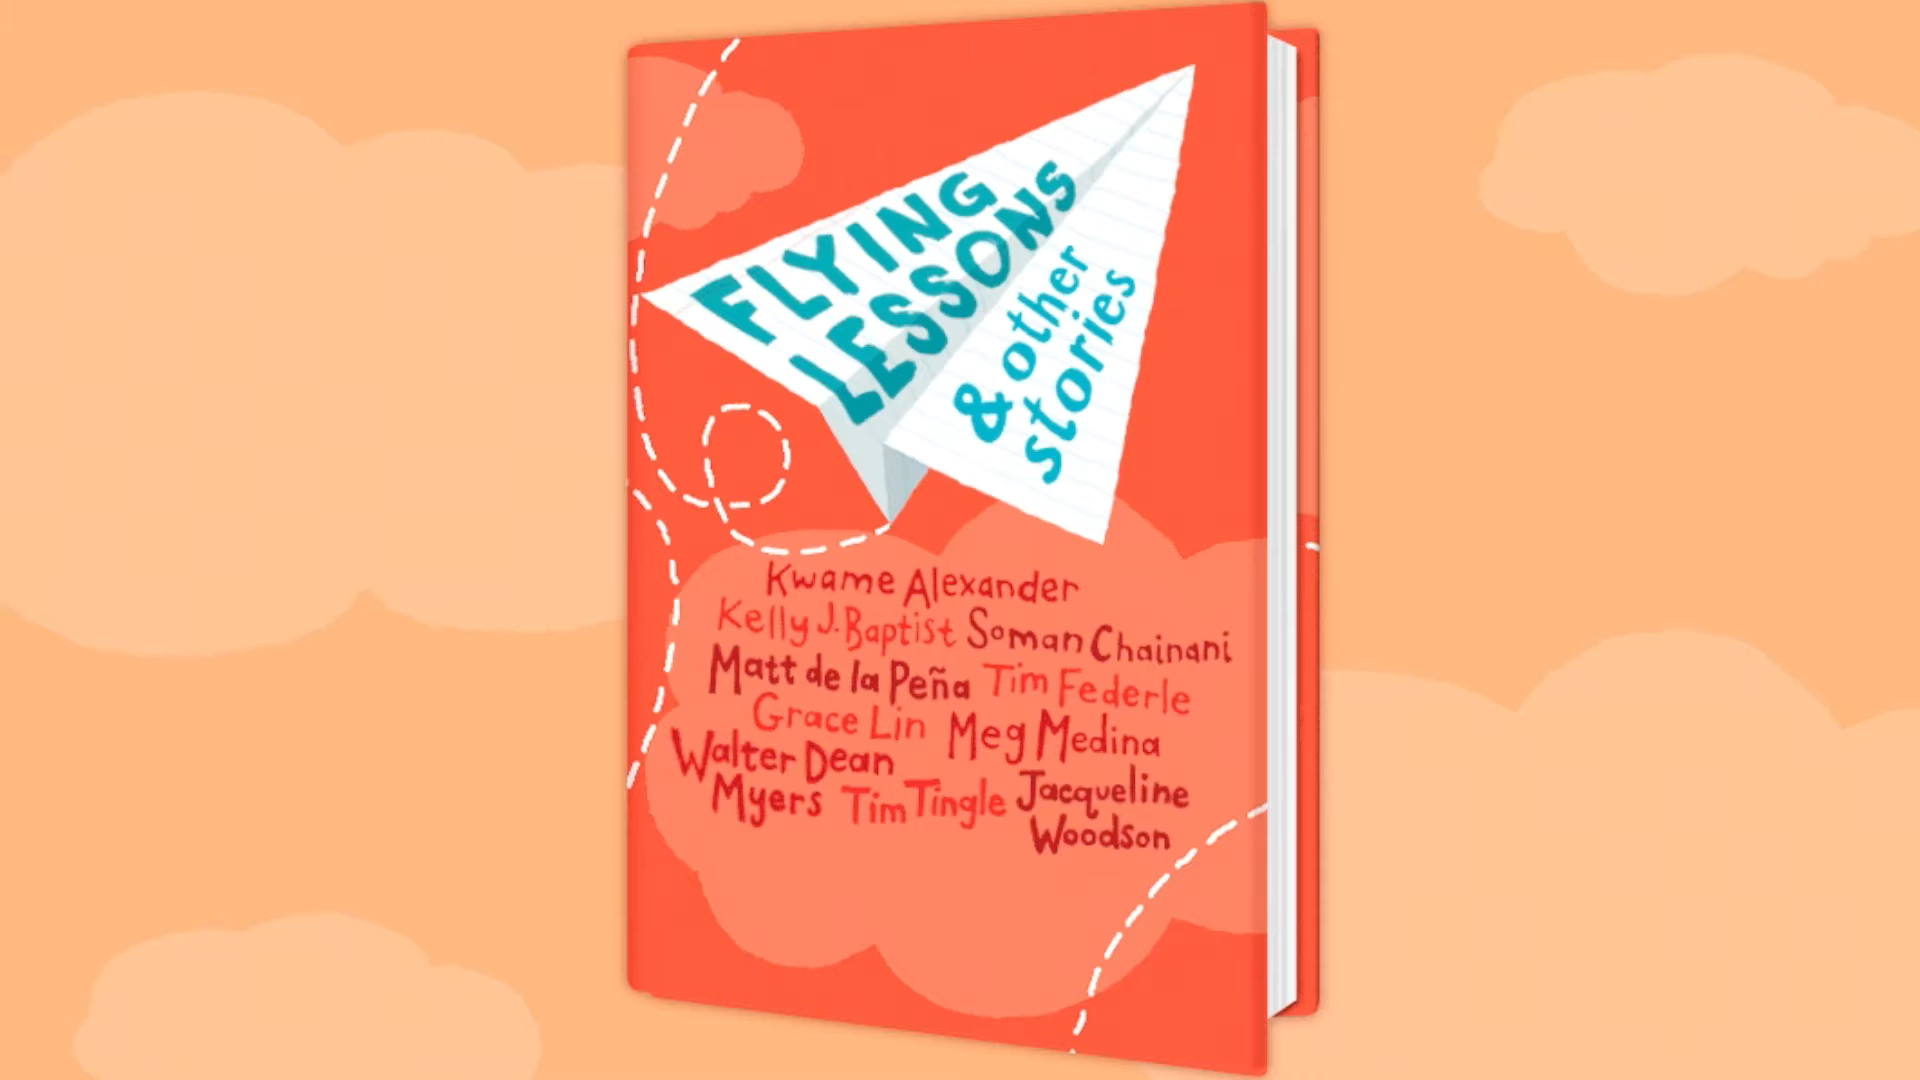 FLYING
LESSONS
& other
stories
Kwame Alexander
Kelly J. Baptist Soman Chainani
Matt de la Peña Tim Federle
Grace Lin Meg Medina
Walter Dean
Myers Tim Tingle Jacqueline
Woodson